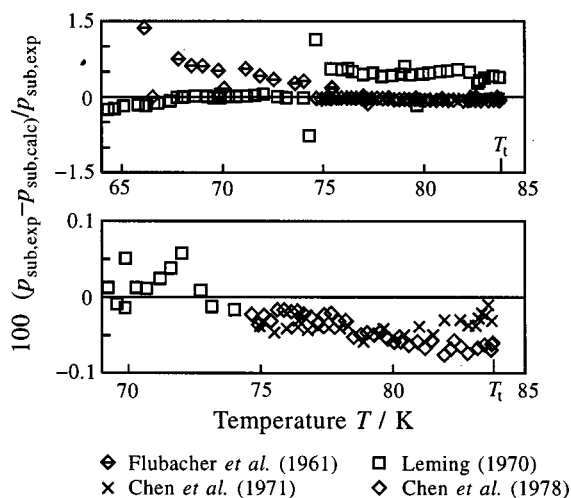 100 (p_sub,exp − p_sub,calc)/p_sub,exp
1.5
0
-1.5
65 70 75 80 85
T_t
0.1
0
-0.1
70 75 80 85
T_t
Temperature T / K
Flubacher et al. (1961) Leming (1970)
Chen et al. (1971) Chen et al. (1978)